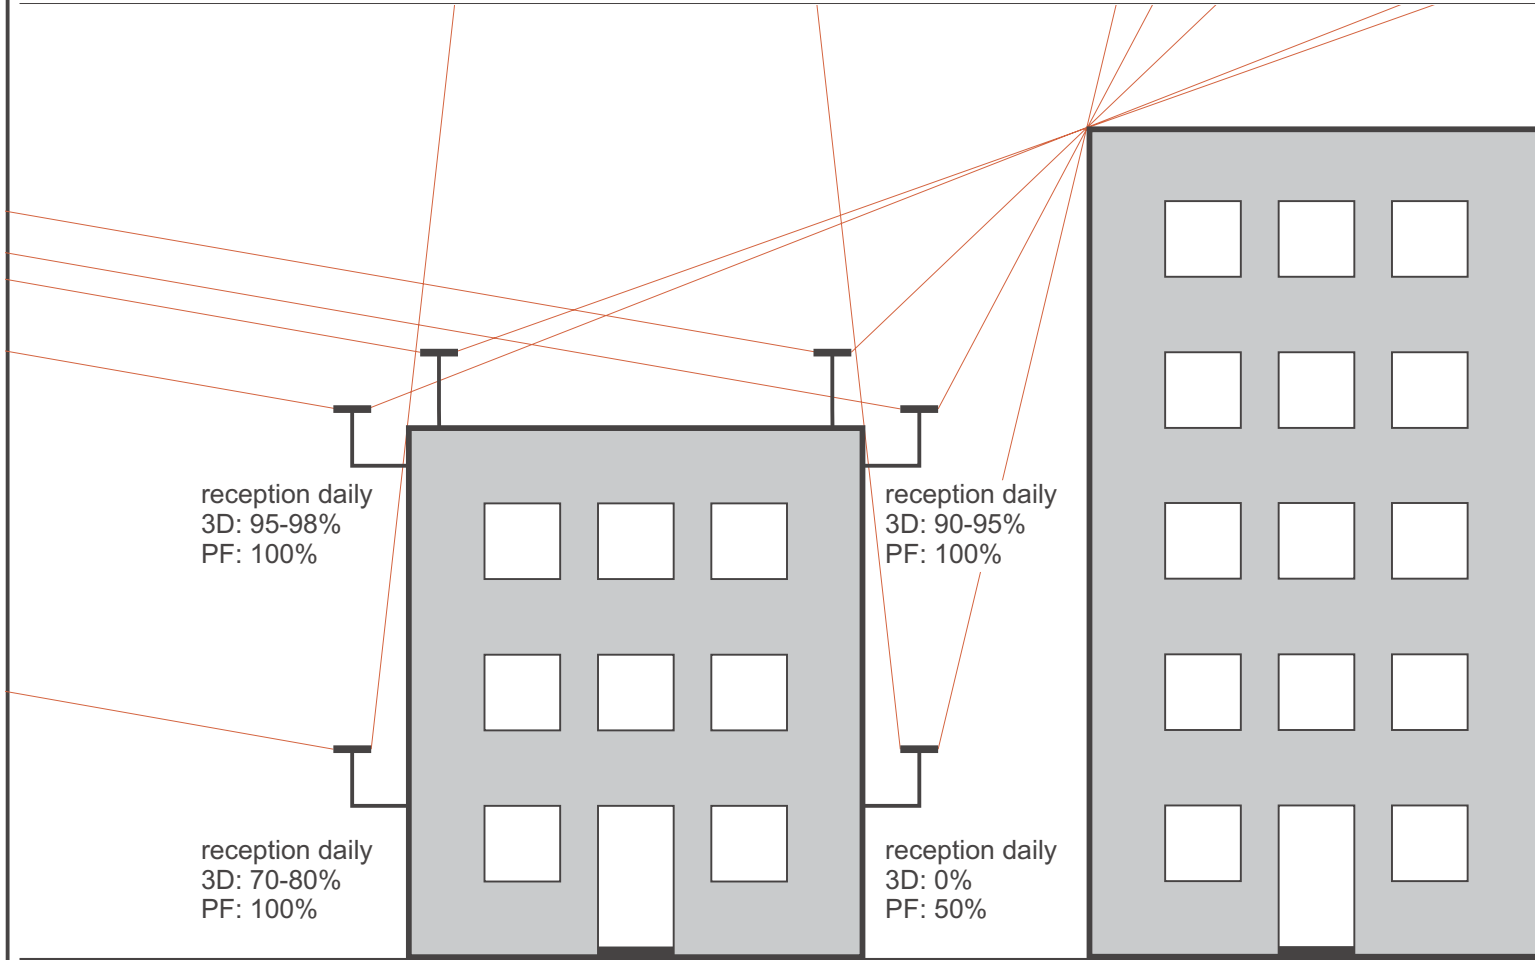 reception daily
3D: 95-98%
PF: 100%
reception daily
3D: 90-95%
PF: 100%
reception daily
3D: 70-80%
PF: 100%
reception daily
3D: 0%
PF: 50%